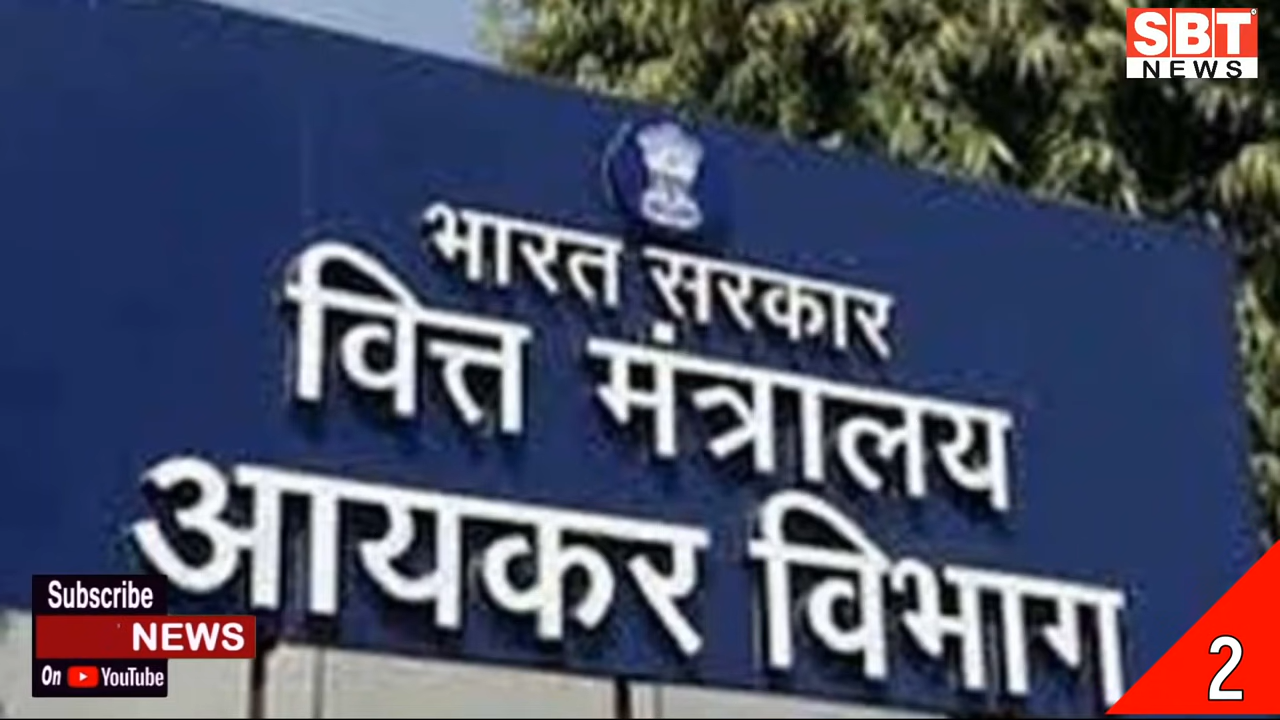 SBT
NEWS
भारत सरकार
वित्त मंत्रालय
आयकर विभाग
Subscribe
NEWS
On YouTube
2